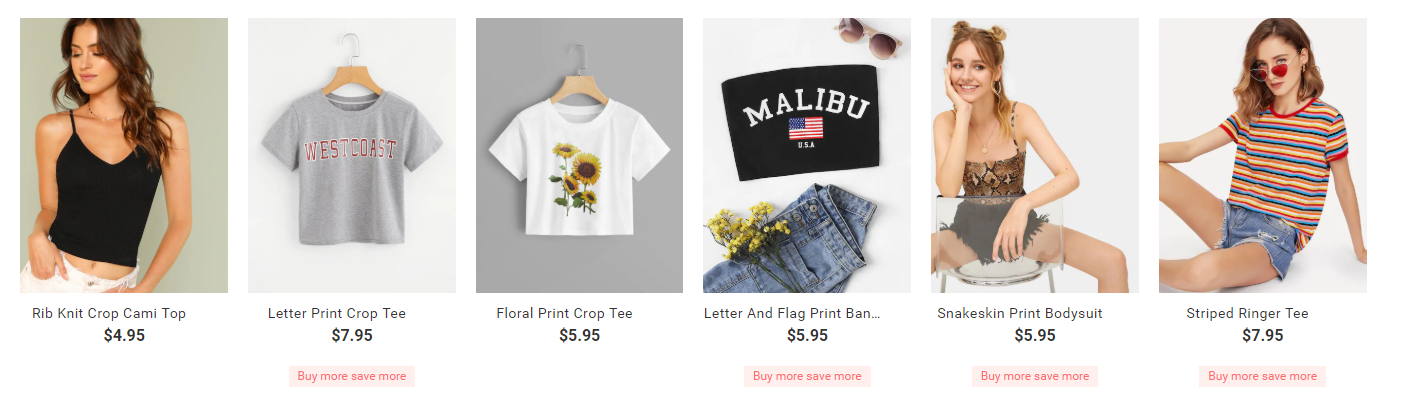 WESTCOAST
MALIBU
U.S.A
Rib Knit Crop Cami Top
$4.95
Letter Print Crop Tee
$7.95
Buy more save more
Floral Print Crop Tee
$5.95
Letter And Flag Print Ban...
$5.95
Buy more save more
Snakeskin Print Bodysuit
$5.95
Buy more save more
Striped Ringer Tee
$7.95
Buy more save more